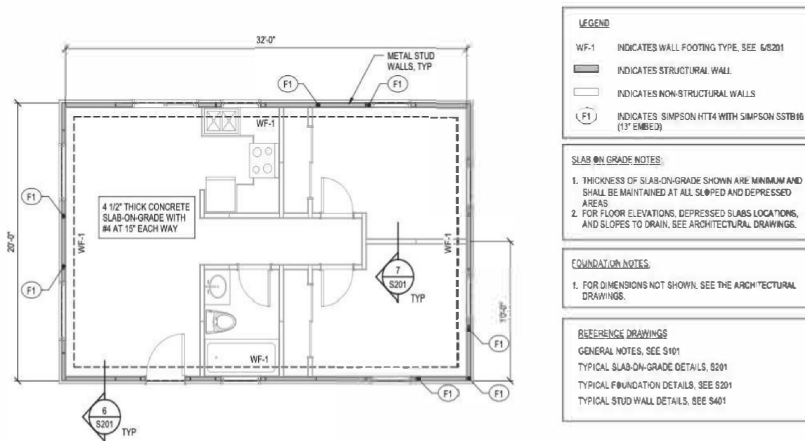 32'-0"
METAL STUD
WALLS, TYP
F1
F1
WF-1
F1
4 1/2" THICK CONCRETE
SLAB-ON-GRADE WITH
#4 AT 15" EACH WAY
20'-0"
WF-1
WF-1
F1
7
S201
TYP
10'-0"
F1
WF-1
F1
F1
6
S201
TYP
LEGEND
WF-1 INDICATES WALL FOOTING TYPE, SEE 6/S201
INDICATES STRUCTURAL WALL
INDICATES NON-STRUCTURAL WALLS
F1 INDICATES SIMPSON HTT4 WITH SIMPSON SSTB16
(13" EMBED)
SLAB ON GRADE NOTES:
1. THICKNESS OF SLAB-ON-GRADE SHOWN ARE MINIMUM AND
SHALL BE MAINTAINED AT ALL SLOPED AND DEPRESSED
AREAS
2. FOR FLOOR ELEVATIONS, DEPRESSED SLABS LOCATIONS,
AND SLOPES TO DRAIN, SEE ARCHITECTURAL DRAWINGS.
FOUNDATION NOTES:
1. FOR DIMENSIONS NOT SHOWN, SEE THE ARCHITECTURAL
DRAWINGS.
REFERENCE DRAWINGS
GENERAL NOTES, SEE S101
TYPICAL SLAB-ON-GRADE DETAILS, S201
TYPICAL FOUNDATION DETAILS, SEE S201
TYPICAL STUD WALL DETAILS, SEE S401